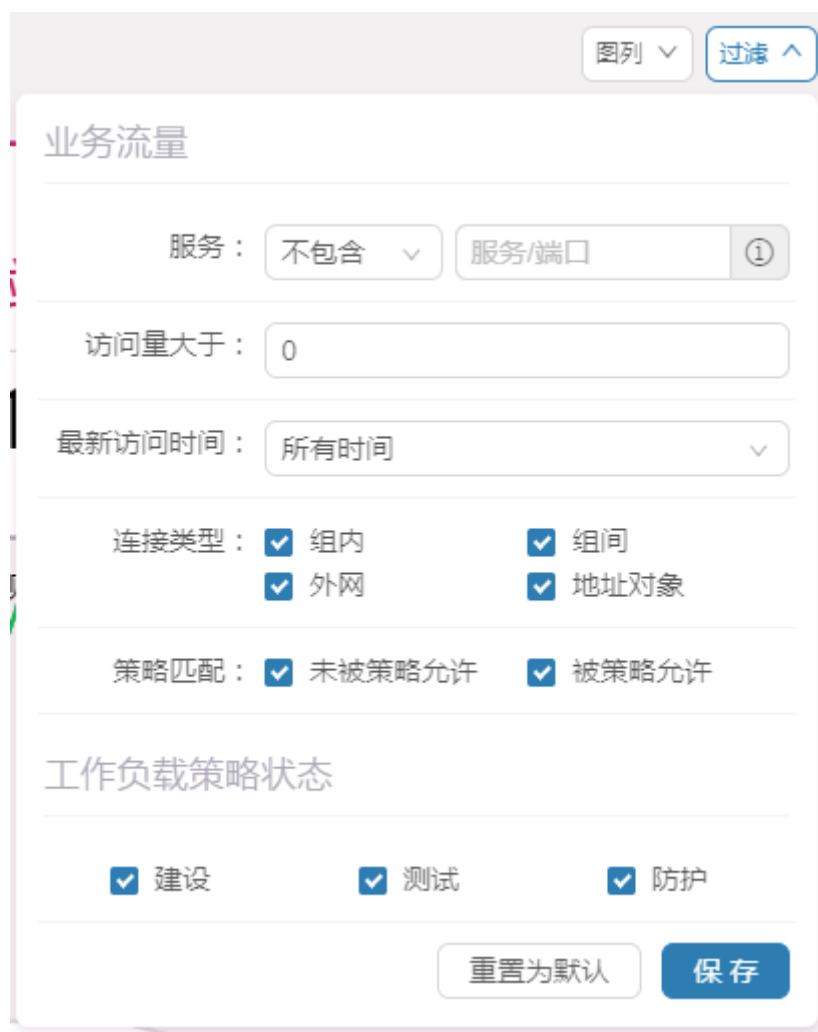 图列 过滤
业务流量
服务： 不包含 服务/端口
访问量大于： 0
最新访问时间： 所有时间
连接类型： 组内 组间
外网 地址对象
策略匹配： 未被策略允许 被策略允许
工作负载策略状态
建设 测试 防护
重置为默认 保存